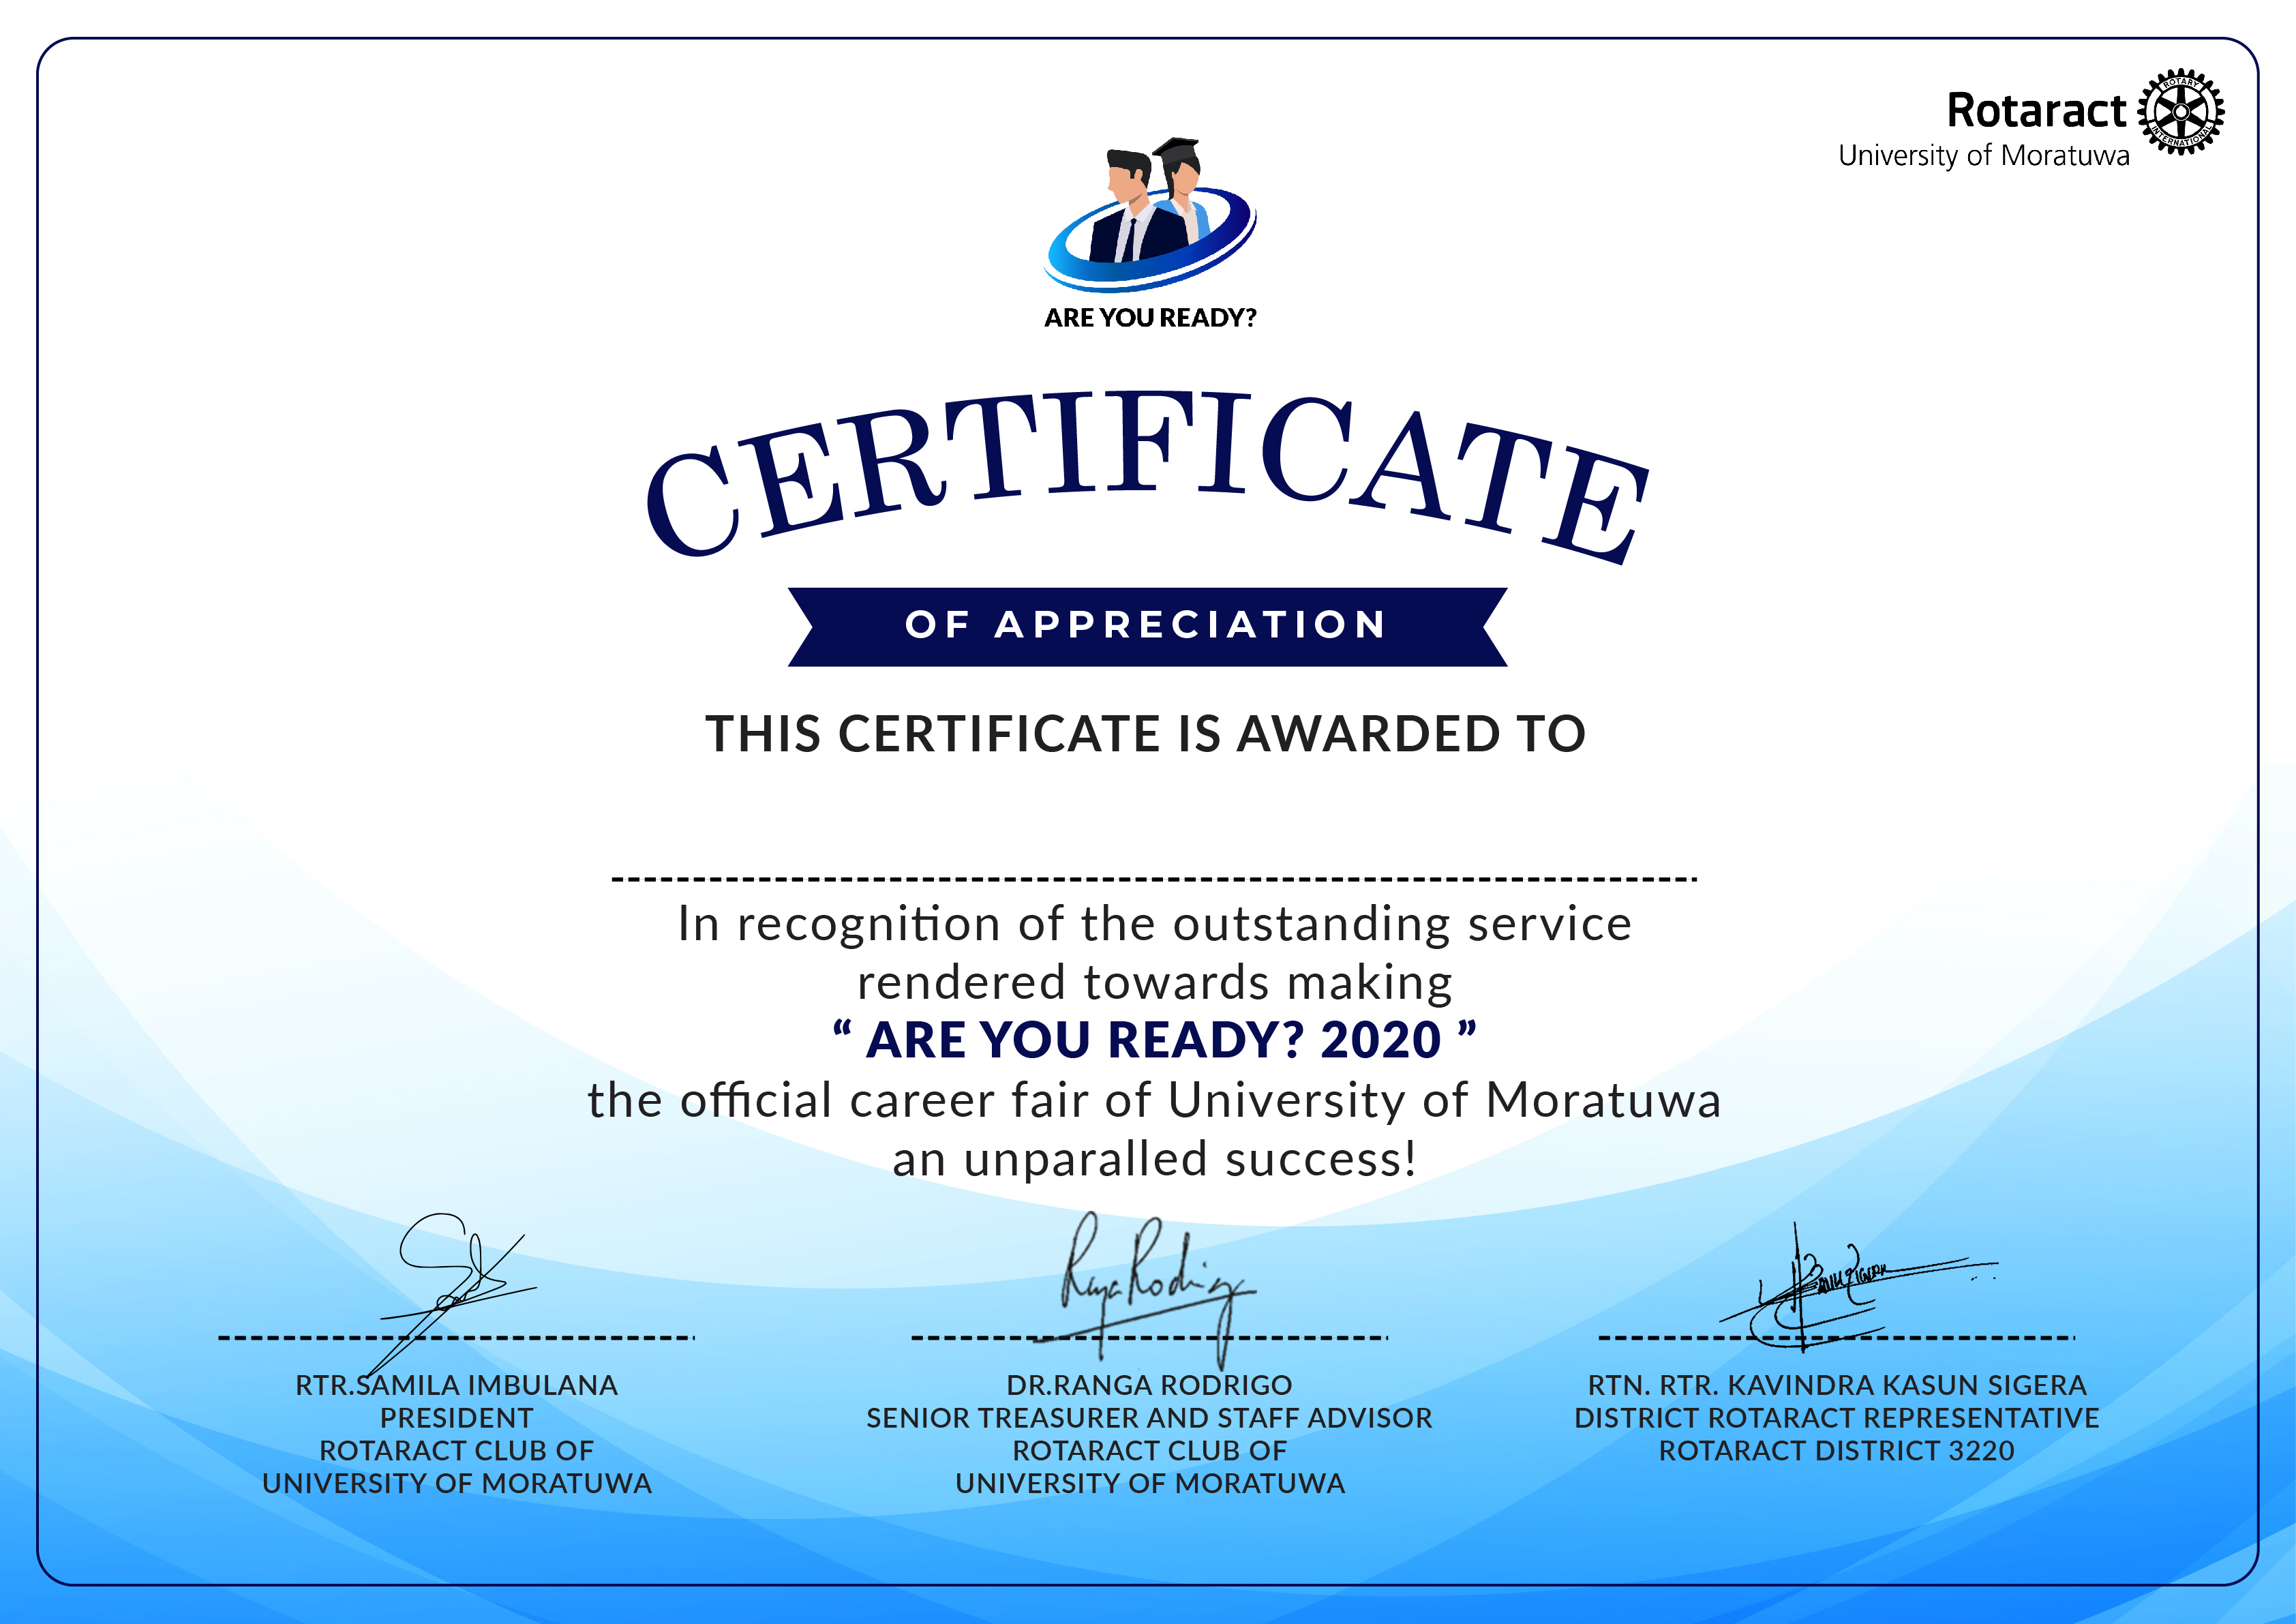 Rotaract
University of Moratuwa
ROTARY
INTERNATIONAL
ARE YOU READY?
CERTIFICATE
OF APPRECIATION
THIS CERTIFICATE IS AWARDED TO
In recognition of the outstanding service
rendered towards making
“ ARE YOU READY? 2020 ”
the official career fair of University of Moratuwa
an unparalled success!
Ranga Rodrigo
RTR.SAMILA IMBULANA
PRESIDENT
ROTARACT CLUB OF
UNIVERSITY OF MORATUWA
DR.RANGA RODRIGO
SENIOR TREASURER AND STAFF ADVISOR
ROTARACT CLUB OF
UNIVERSITY OF MORATUWA
RTN. RTR. KAVINDRA KASUN SIGERA
DISTRICT ROTARACT REPRESENTATIVE
ROTARACT DISTRICT 3220